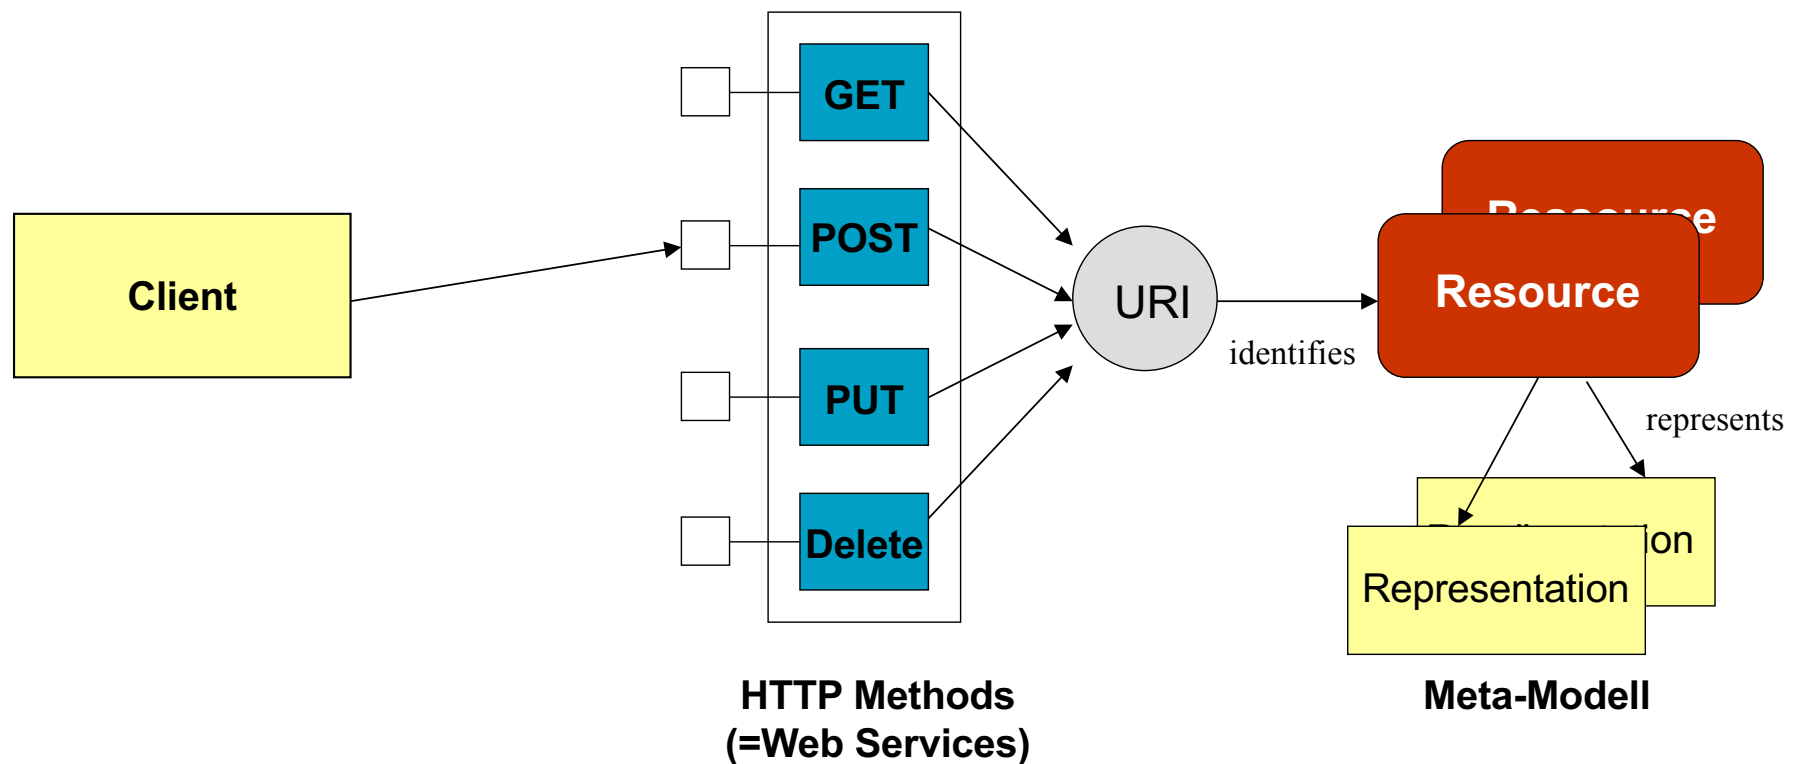 GET
POST
PUT
Delete
Client
URI
identifies
Resource
represents
Representation
HTTP Methods
(=Web Services)
Meta-Modell